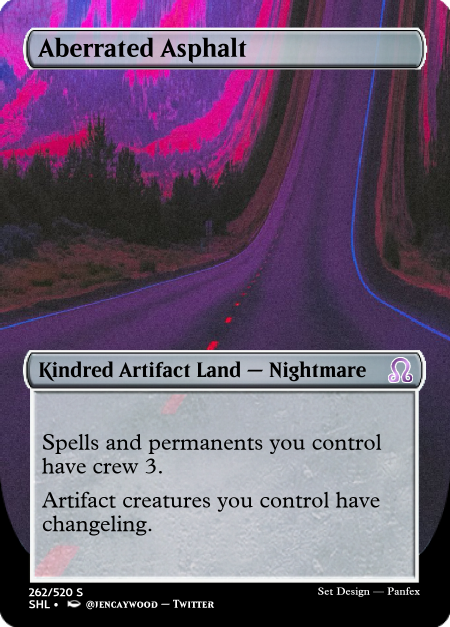 Aberrated Asphalt
Kindred Artifact Land — Nightmare
Spells and permanents you control
have crew 3.
Artifact creatures you control have
changeling.
262/520 S
Set Design — Panfex
SHL • @jencaywood — Twitter